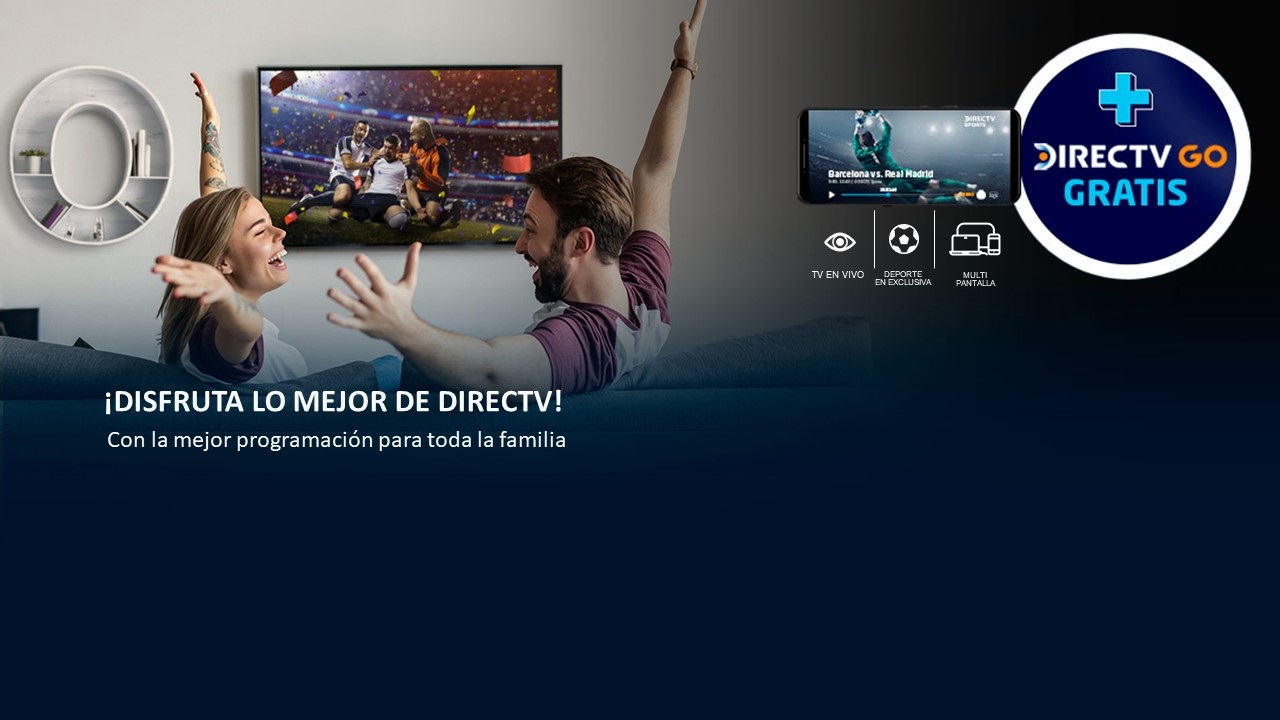 DIRECTV
SPORTS
Barcelona vs. Real Madrid
DIRECTV GO
GRATIS
TV EN VIVO
DEPORTE
EN EXCLUSIVA
MULTI
PANTALLA
¡DISFRUTA LO MEJOR DE DIRECTV!
Con la mejor programación para toda la familia